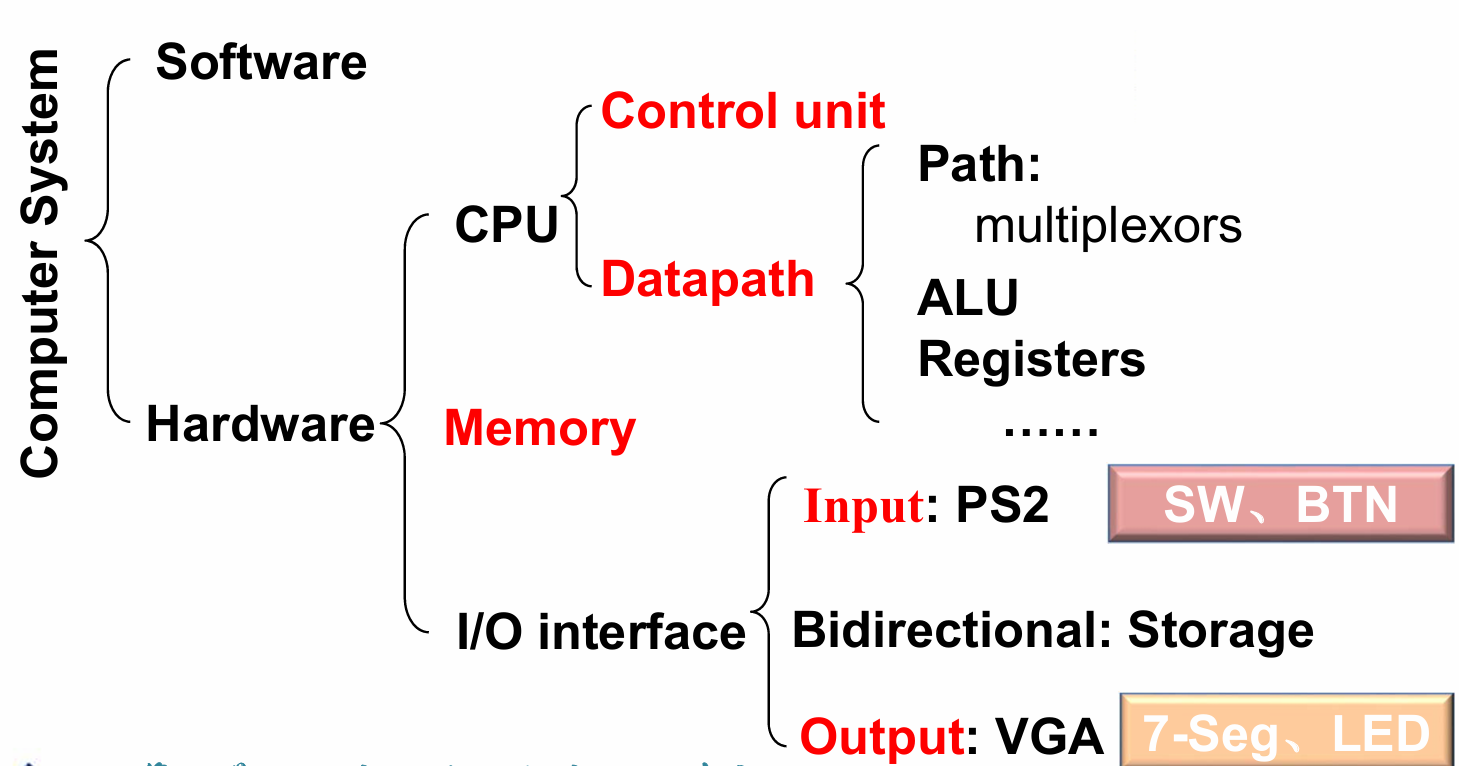 Computer System
Software
Hardware
CPU
Control unit
Datapath
Path:
multiplexors
ALU
Registers
……
Memory
I/O interface
Input: PS2
SW、BTN
Bidirectional: Storage
Output: VGA
7-Seg、LED